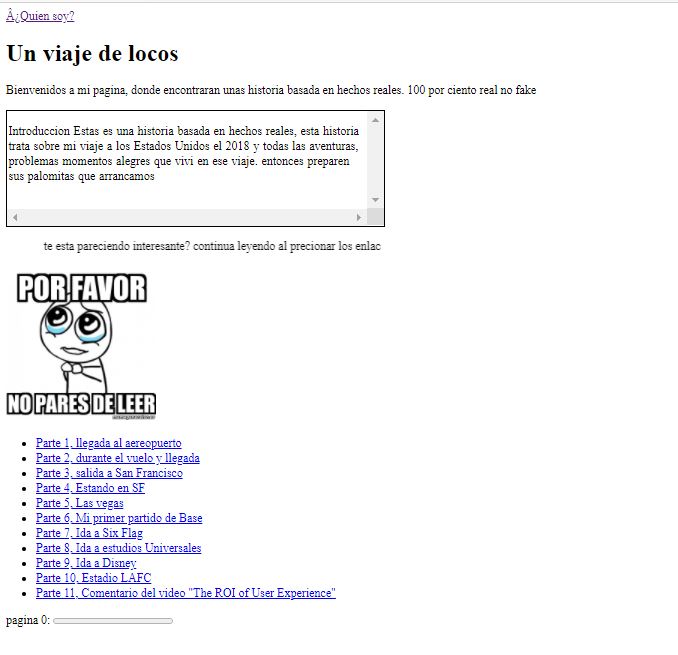 Â¿Quien soy?
Un viaje de locos
Bienvenidos a mi pagina, donde encontraran unas historia basada en hechos reales. 100 por ciento real no fake
Introduccion Estas es una historia basada en hechos reales, esta historia
trata sobre mi viaje a los Estados Unidos el 2018 y todas las aventuras,
problemas momentos alegres que vivi en ese viaje. entonces preparen
sus palomitas que arrancamos
te esta pareciendo interesante? continua leyendo al precionar los enlac
POR FAVOR
NO PARES DE LEER
Parte 1, llegada al aereopuerto
Parte 2, durante el vuelo y llegada
Parte 3, salida a San Francisco
Parte 4, Estando en SF
Parte 5, Las vegas
Parte 6, Mi primer partido de Base
Parte 7, Ida a Six Flag
Parte 8, Ida a estudios Universales
Parte 9, Ida a Disney
Parte 10, Estadio LAFC
Parte 11, Comentario del video "The ROI of User Experience"
pagina 0: